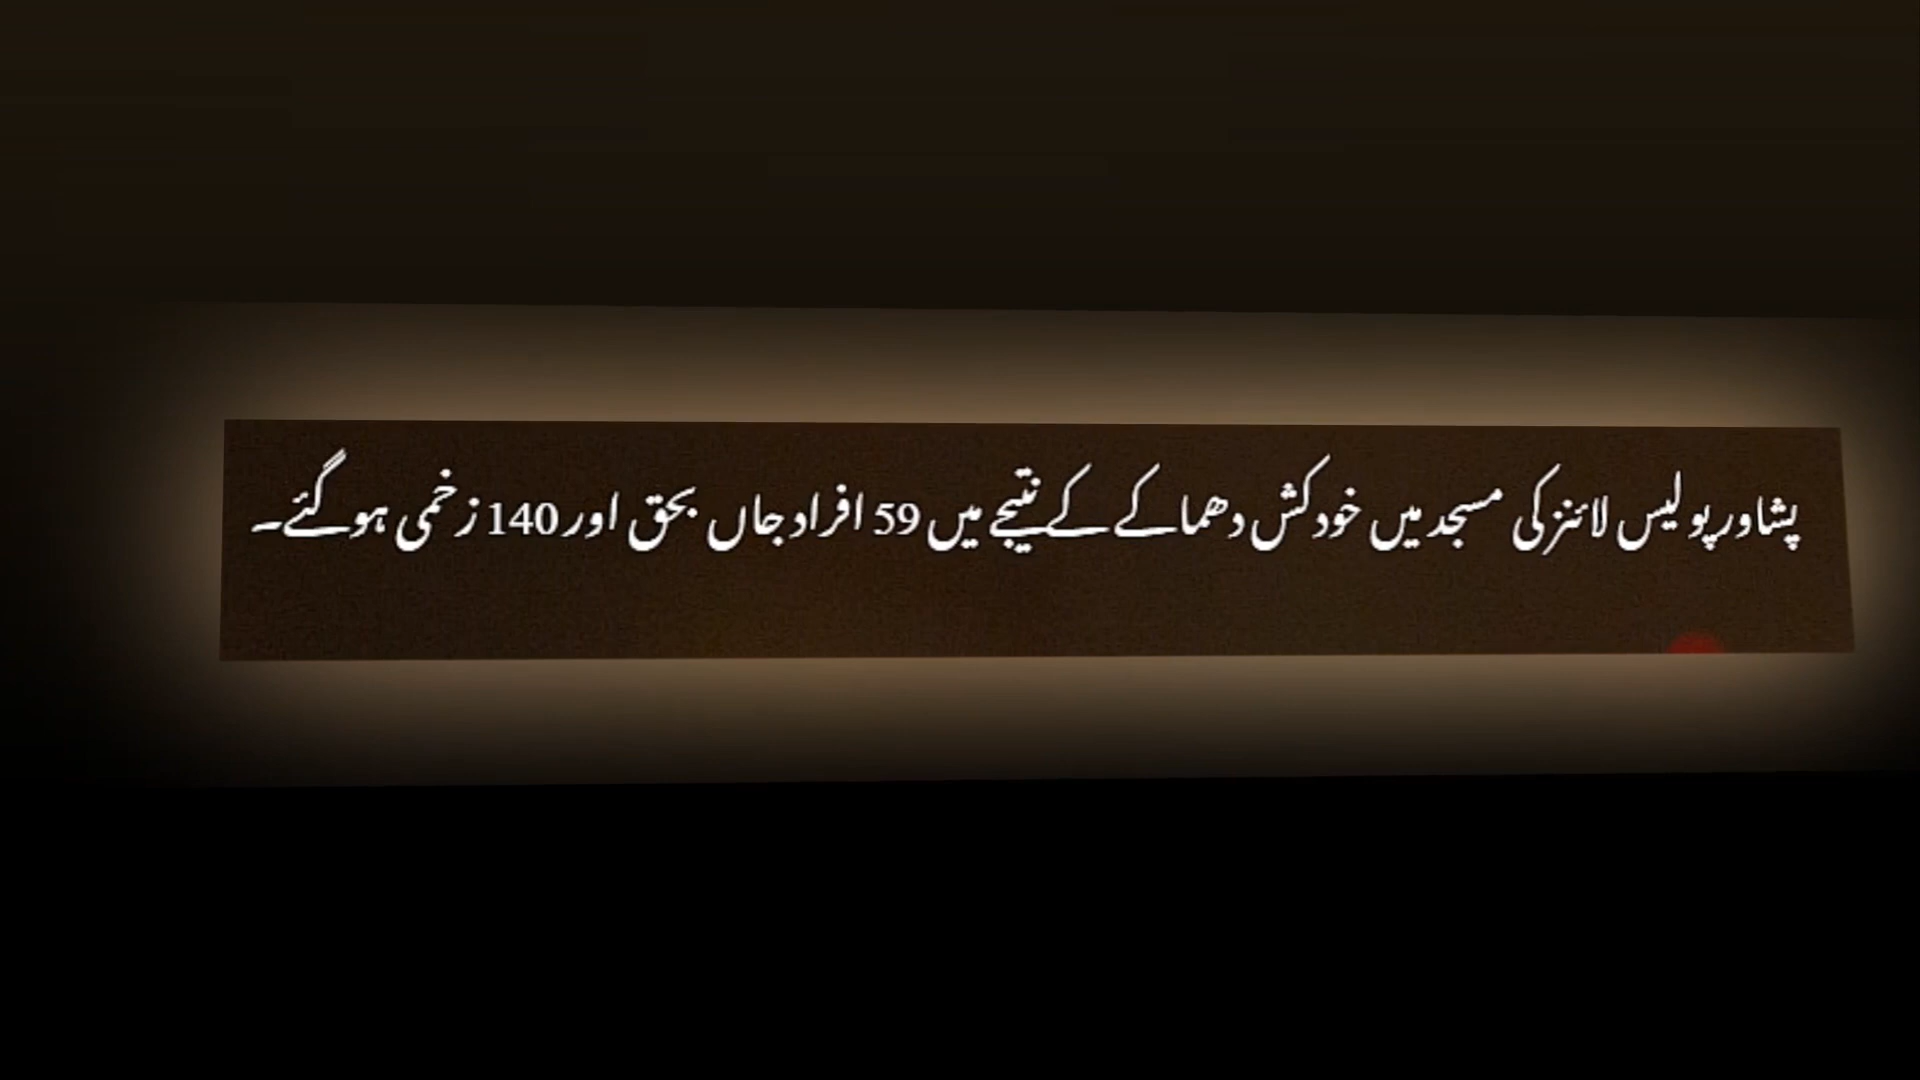 پشاور پولیس لائنز کی مسجد میں خودکش دھماکے کے نتیجے میں 59 افراد جاں بحق اور 140 زخمی ہو گئے۔